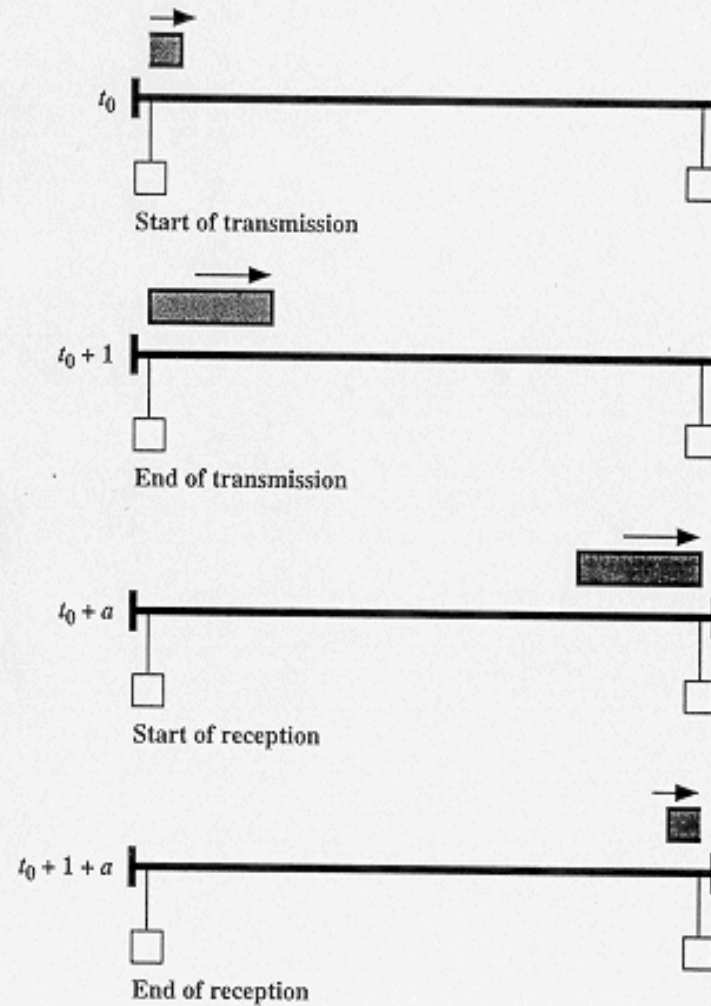 t₀
Start of transmission
t₀ + 1
End of transmission
t₀ + a
Start of reception
t₀ + 1 + a
End of reception